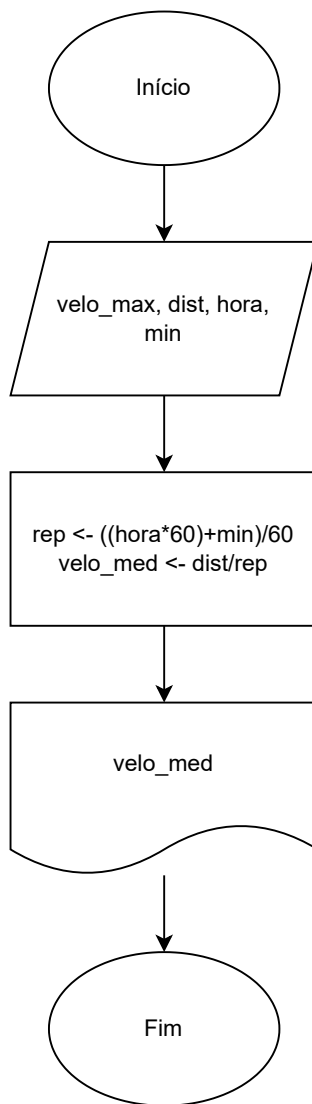 Início
velo_max, dist, hora,
min
rep <- ((hora*60)+min)/60
velo_med <- dist/rep
velo_med
Fim